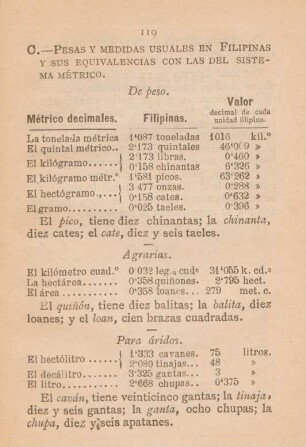 119
C.—PESAS Y MEDIDAS USUALES EN FILIPINAS
Y SUS EQUIVALENCIAS CON LAS DEL SISTE-
MA MÉTRICO.
De peso.
Métrico decimales. Filipinas. Valor decimal de cada unidad filipina.
La tonelada métrica 1'087 toneladas 1016 kil.º
El quintal métrico.. 2'173 quintales 46'009 »
El kilógramo 2'173 libras. 0'460 »
0'158 chinantas 6'326 »
El kilógramo métr.º 1'581 picos. 63'262 »
El hectógramo 3 477 onzas. 0'288 »
0'158 cates. 0'632 »
El gramo 0'025 taeles. 0'396 »
El pico, tiene diez chinantas; la chinanta,
diez cates; el cate, diez y seis taeles.
Agrarias.
El kilómetro cuad.º 0'032 leg.s cuds 31'055 k. cd.s
La hectárea 0'358 quiñones. 2'795 hect.
El área 0'358 loanes 279 met. c.
El quiñón, tiene diez balitas; la balita, diez
loanes; y el loan, cien brazas cuadradas.
Para áridos.
El hectólitro 1'333 cavanes. 75 litros.
2'080 tinajas. 48 »
El decálitro 3'325 gantas 3 »
El litro 2'668 chupas. 0'375 »
El caván, tiene veinticinco gantas; la tinaja,
diez y seis gantas; la ganta, ocho chupas; la
chupa, diez y seis apatanes.